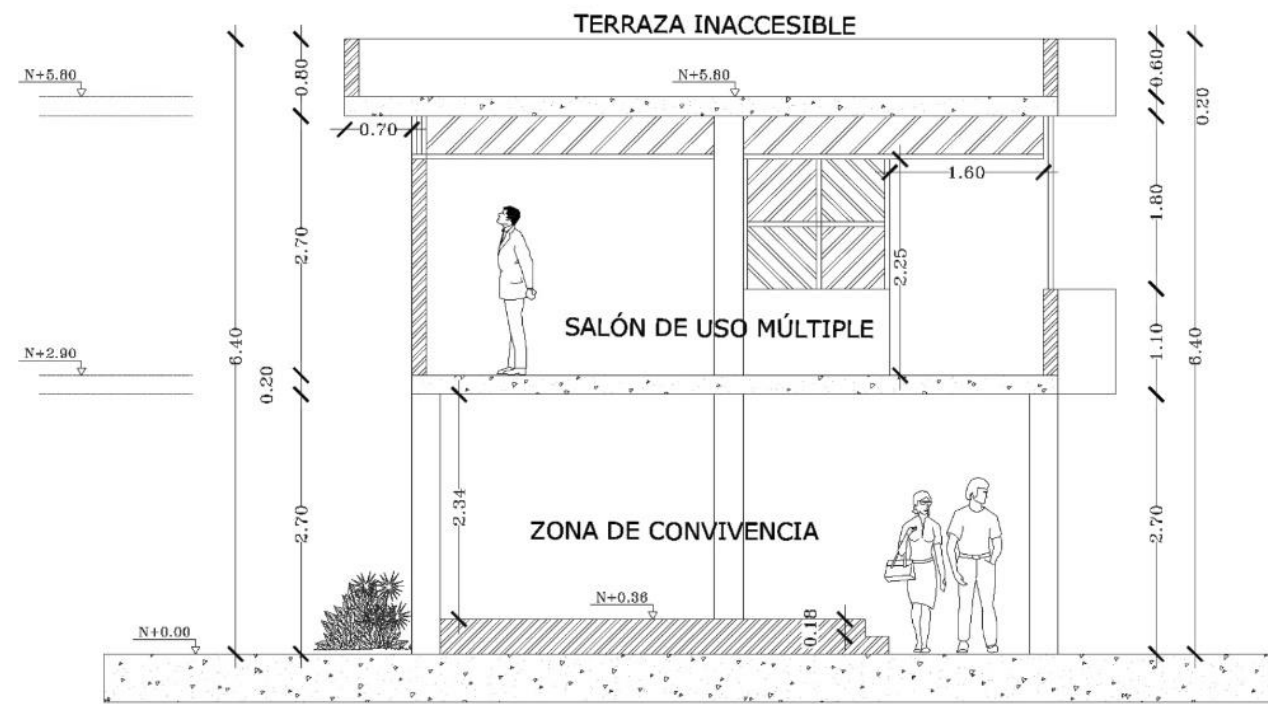 TERRAZA INACCESIBLE
N+5.80
0.80
N+5.80
0.60
0.20
0.70
1.60
1.80
2.70
2.25
SALÓN DE USO MÚLTIPLE
6.40
1.10
6.40
N+2.90
0.20
2.34
ZONA DE CONVIVENCIA
2.70
2.70
N+0.36
0.18
N+0.00